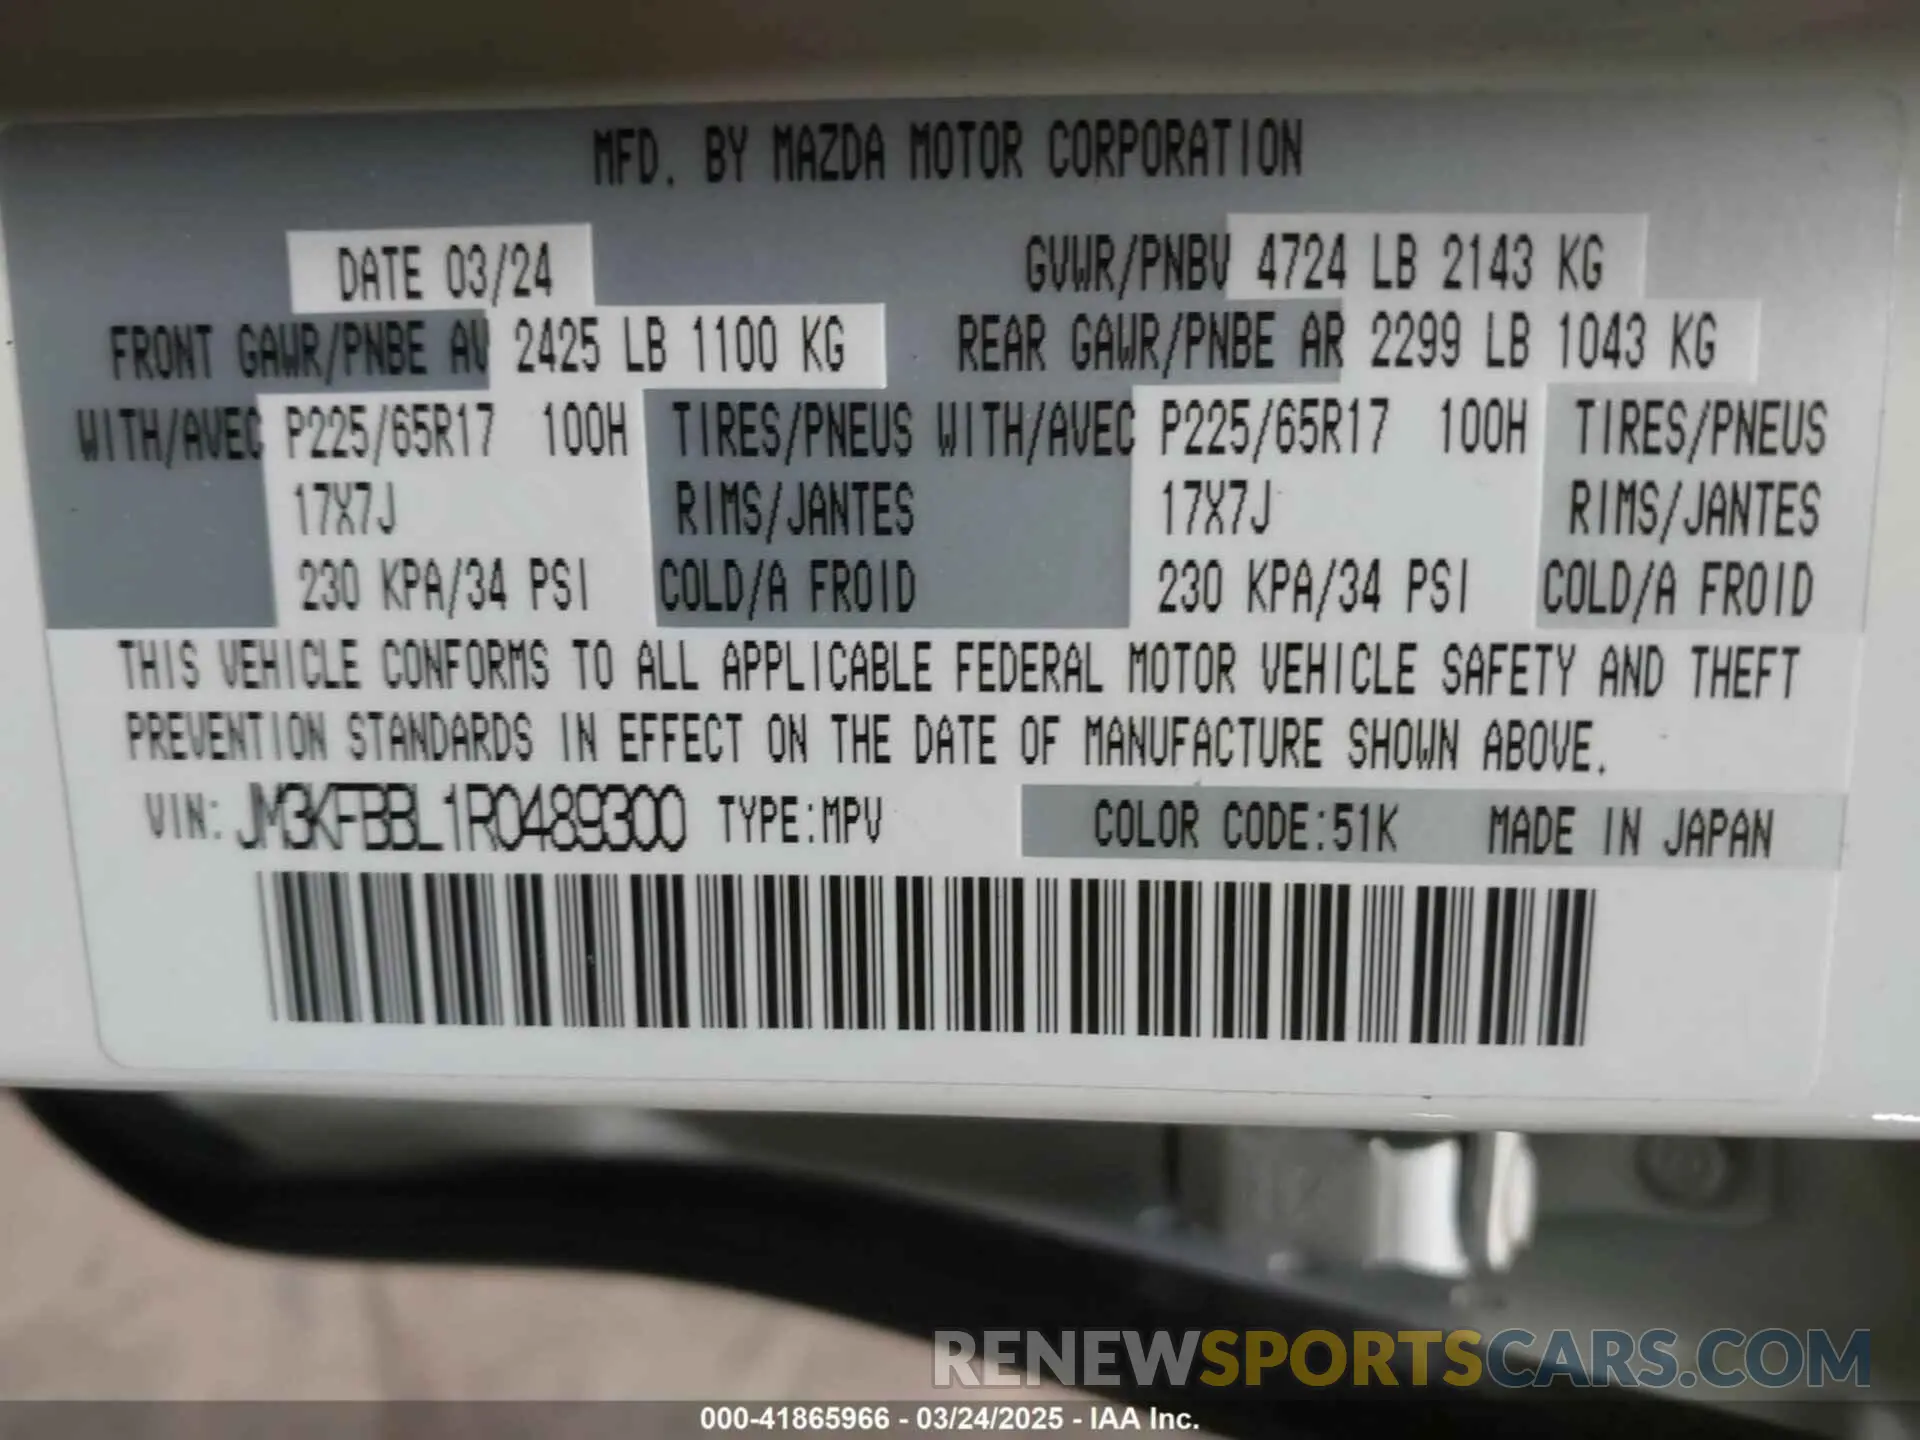 MFD. BY MAZDA MOTOR CORPORATION
DATE 03/24 GVWR/PNBV 4724 LB 2143 KG
FRONT GAWR/PNBE AV 2425 LB 1100 KG REAR GAWR/PNBE AR 2299 LB 1043 KG
WITH/AVEC P225/65R17 100H TIRES/PNEUS WITH/AVEC P225/65R17 100H TIRES/PNEUS
17X7J RIMS/JANTES 17X7J RIMS/JANTES
230 KPA/34 PSI COLD/A FROID 230 KPA/34 PSI COLD/A FROID
THIS VEHICLE CONFORMS TO ALL APPLICABLE FEDERAL MOTOR VEHICLE SAFETY AND THEFT
PREVENTION STANDARDS IN EFFECT ON THE DATE OF MANUFACTURE SHOWN ABOVE.
VIN: JM3KFBBL1R0489300 TYPE:MPV COLOR CODE:51K MADE IN JAPAN
RENEWSPORTSCARS.COM
000-41865966 - 03/24/2025 - IAA Inc.